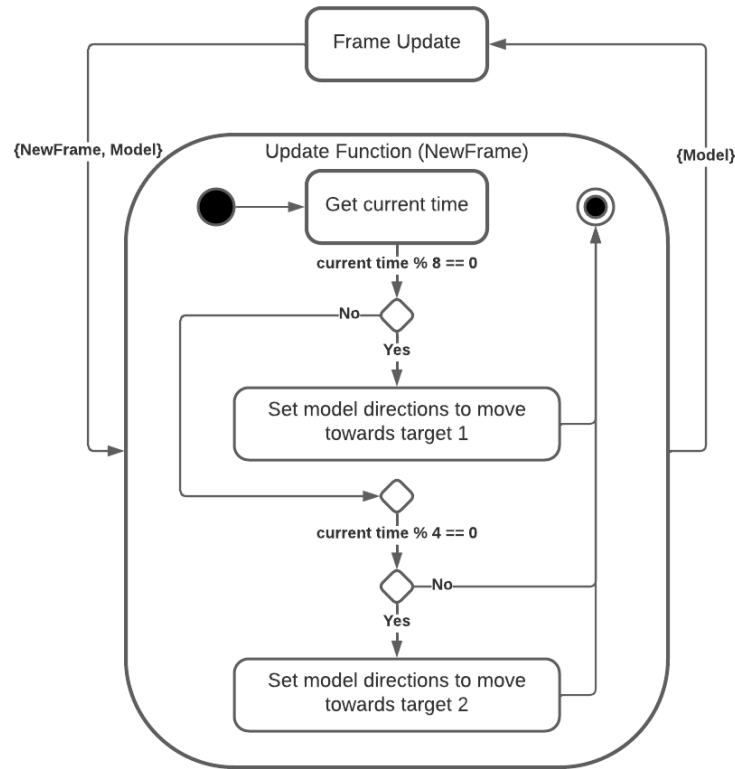 Frame Update
{NewFrame, Model}
{Model}
Update Function (NewFrame)
Get current time
current time % 8 == 0
No
Yes
Set model directions to move
towards target 1
current time % 4 == 0
No
Yes
Set model directions to move
towards target 2